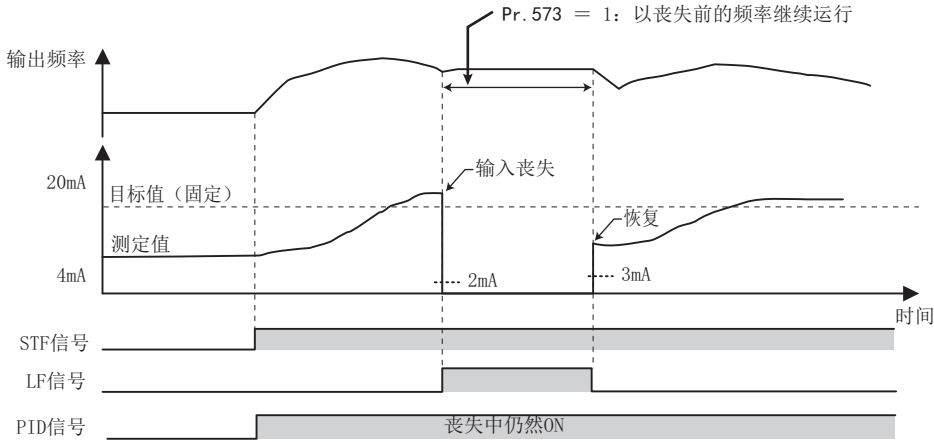 Pr.573 = 1: 以丧失前的频率继续运行
输出频率
20mA
目标值（固定）
输入丧失
测定值
恢复
4mA
2mA
3mA
时间
STF信号
LF信号
PID信号
丧失中仍然ON